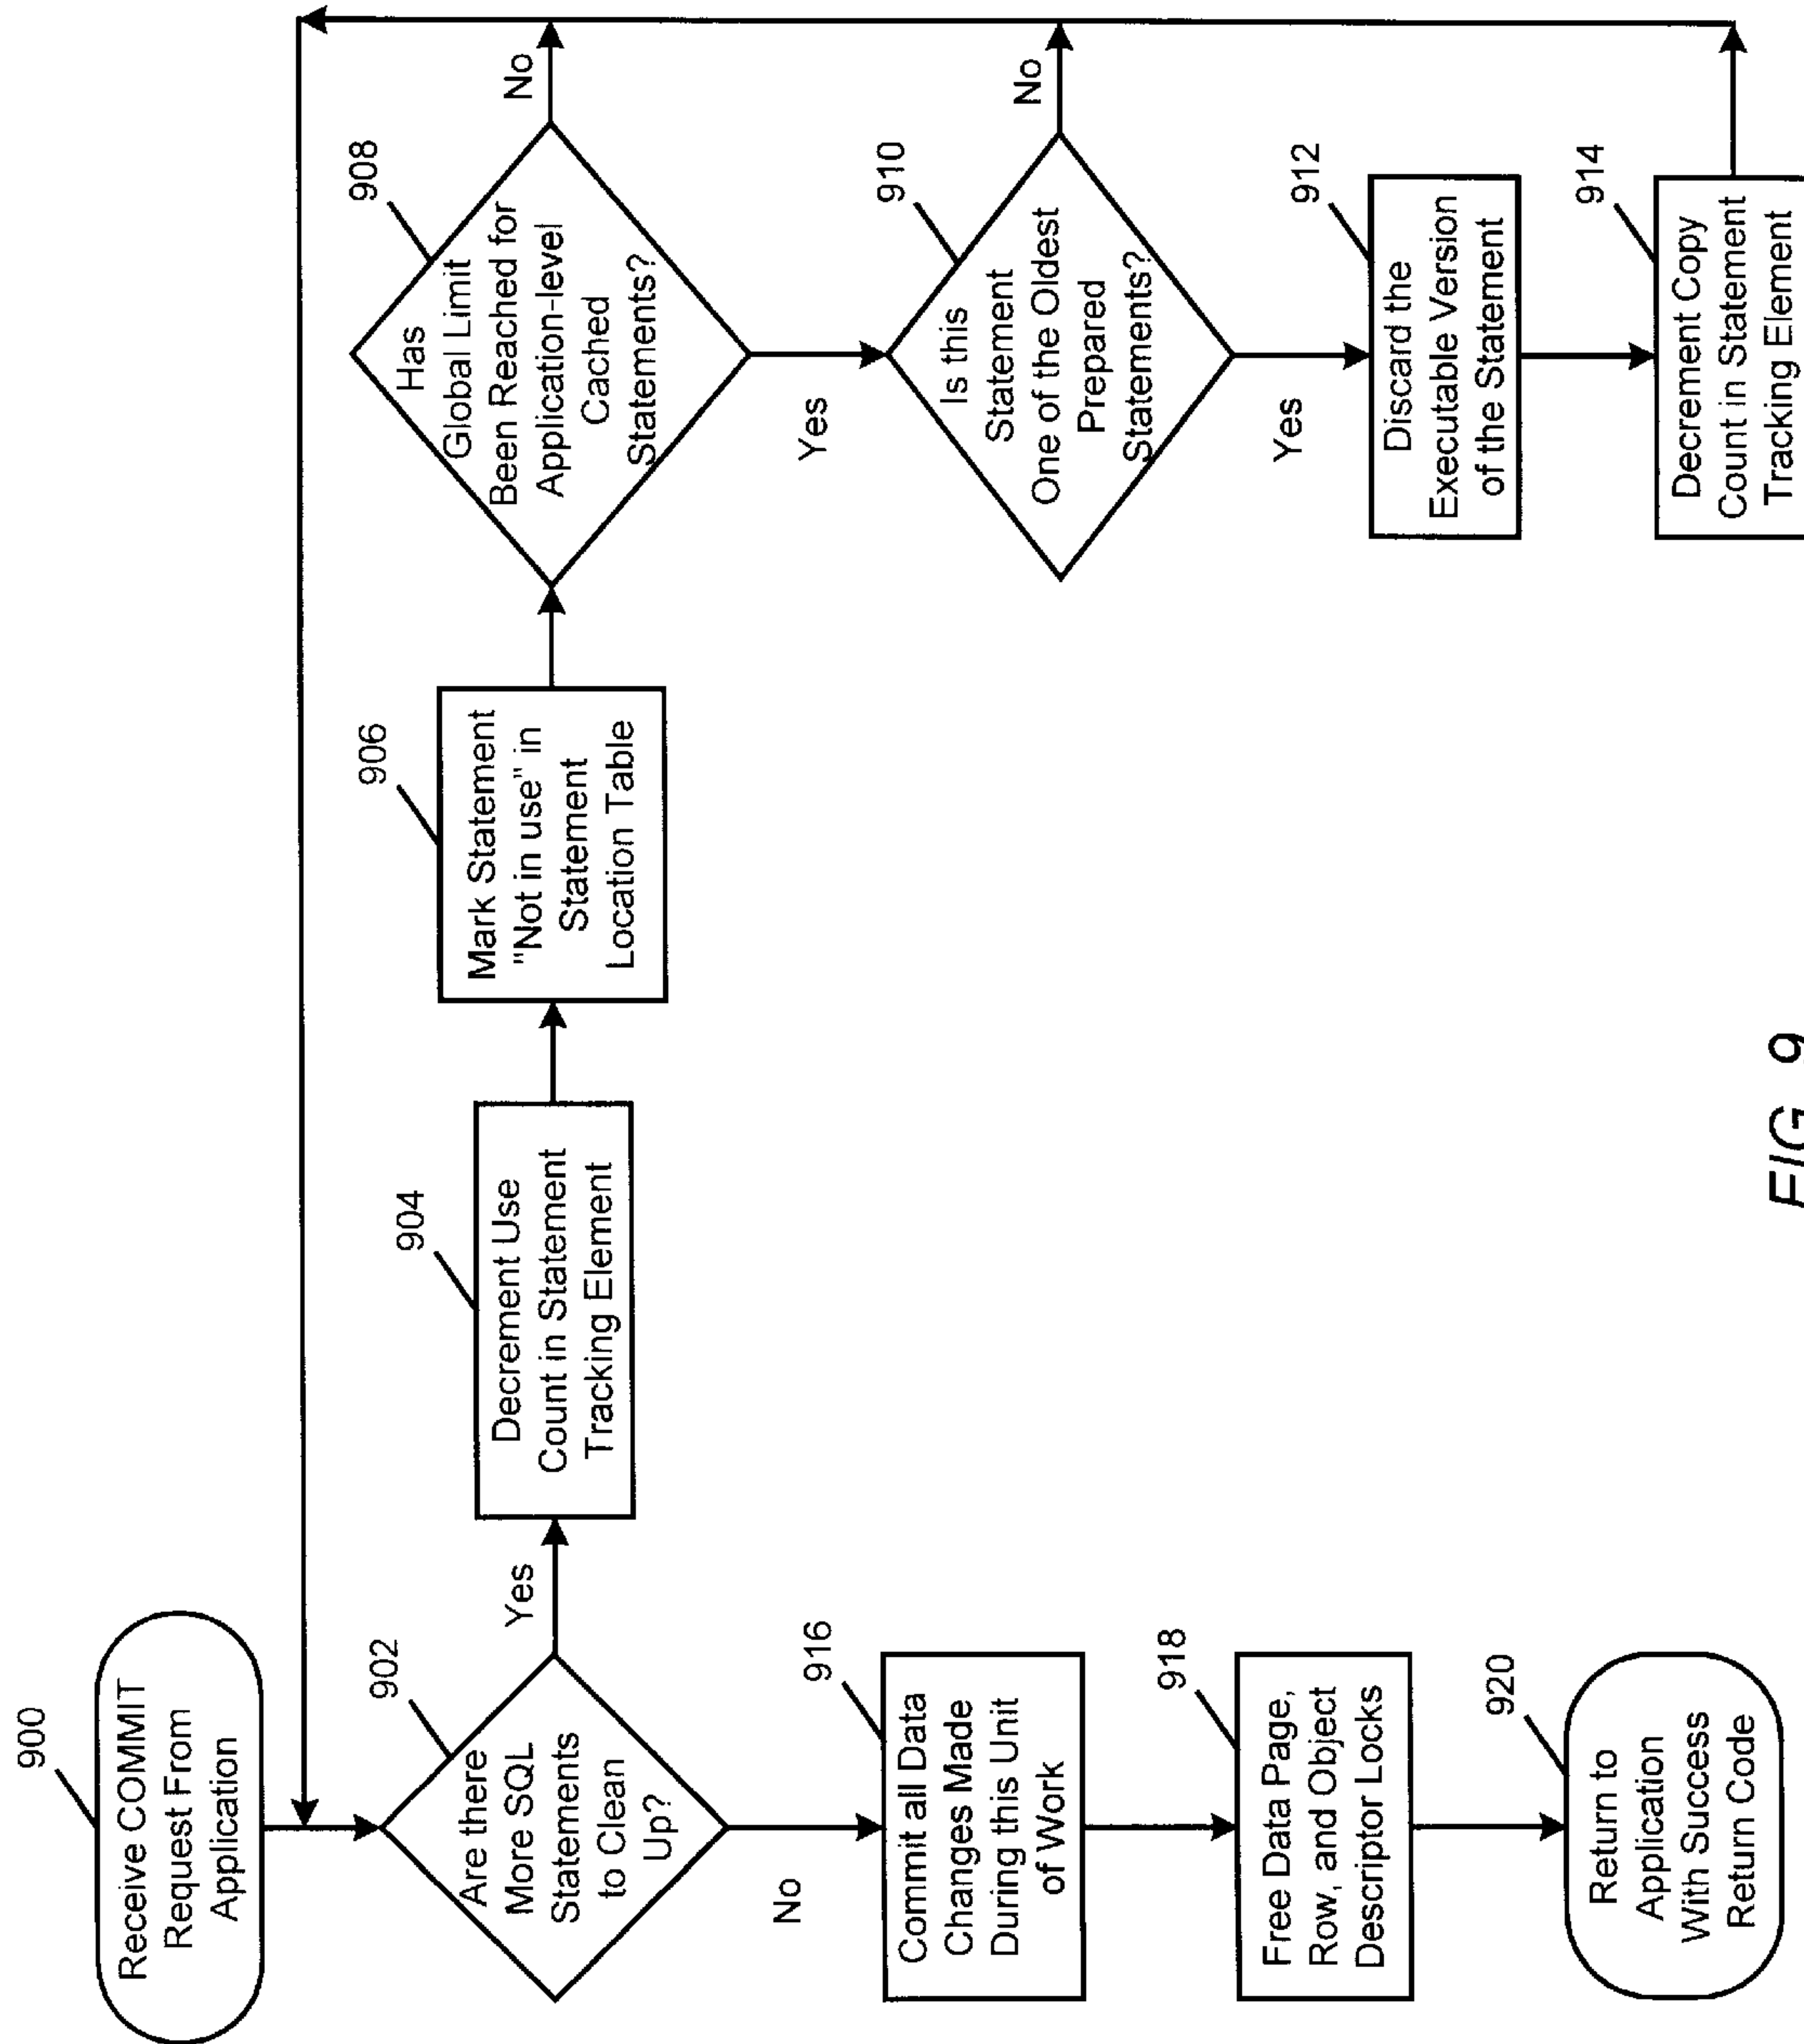 900
Receive COMMIT
Request From
Application
902
Are there
More SQL
Statements
to Clean
Up?
Yes
No
904
Decrement Use
Count in Statement
Tracking Element
906
Mark Statement
"Not in use" in
Statement
Location Table
908
Has
Global Limit
Been Reached for
Application-level
Cached
Statements?
No
Yes
910
Is this
Statement
One of the Oldest
Prepared
Statements?
No
Yes
912
Discard the
Executable Version
of the Statement
914
Decrement Copy
Count in Statement
Tracking Element
916
Commit all Data
Changes Made
During this Unit
of Work
918
Free Data Page,
Row, and Object
Descriptor Locks
920
Return to
Application
With Success
Return Code
FIG. 9